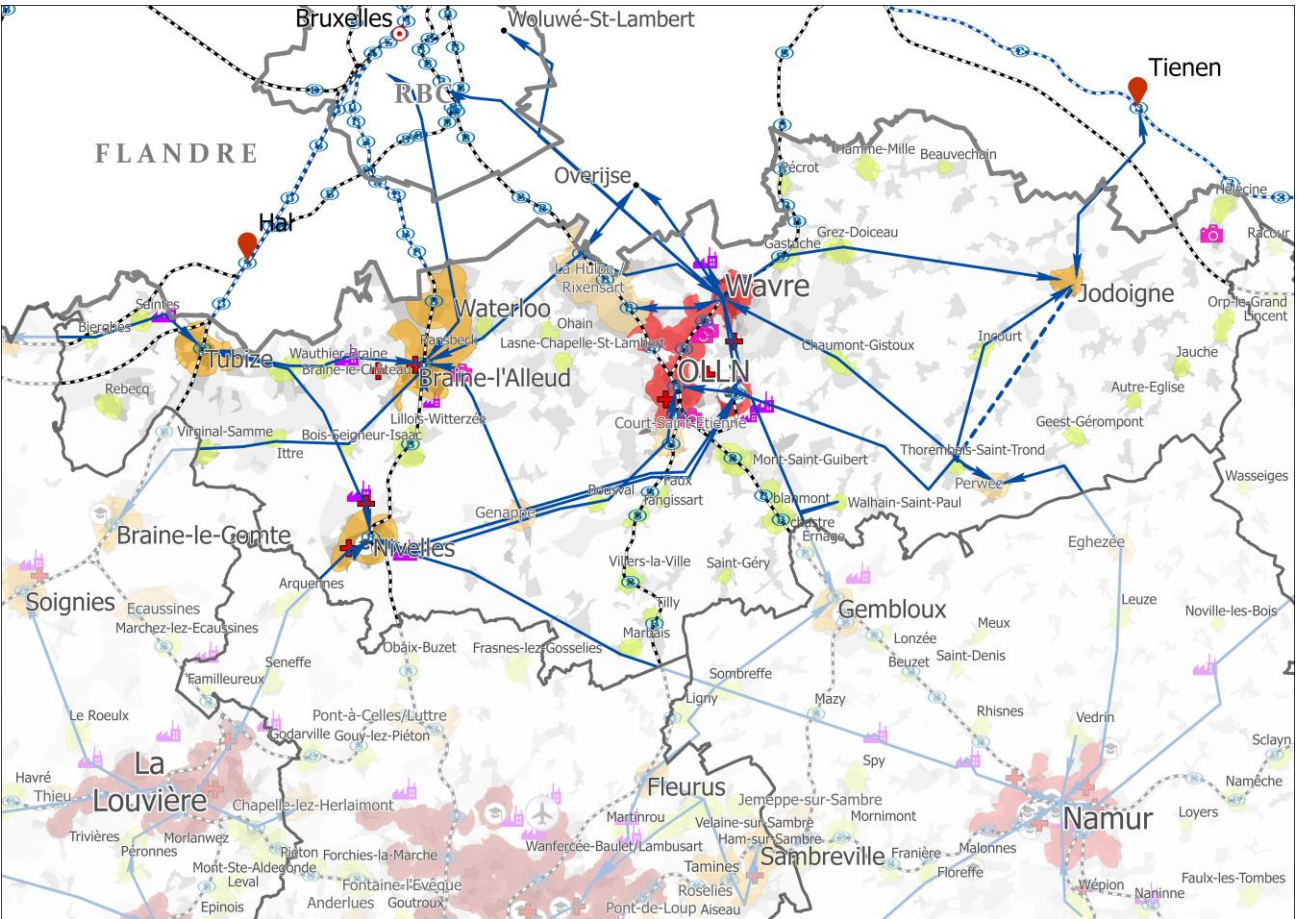 Bruxelles
Woluwé-St-Lambert
Tienen
RBC
FLANDRE
Hamme-Mille
Beauvechain
Pécrot
Overijse
Hélécine
Hal
Racour
Grez-Doiceau
Gastuche
La Hulpe /
Rixensart
Wavre
Jodoigne
Saintes
Bierghes
Waterloo
Orp-le-Grand
Lincent
Ohain
Ransbeck
Incourt
Lasne-Chapelle-St-Lambert
Chaumont-Gistoux
Wauthier-Braine
Tubize
Jauche
Braine-le-Château
Braine-l'Alleud
OLLN
Rebecq
Autre-Eglise
Lillois-Witterzée
Court-Saint-Etienne
Geest-Gérompont
Virginal-Samme
Bois-Seigneur-Isaac
Ittre
Thorembais-Saint-Trond
Mont-Saint-Guibert
Wasseiges
Faux
Perwez
Bousval
Tangissart
Blanmont
Walhain-Saint-Paul
Genappe
Chastre
Ernage
Braine-le-Comte
Nivelles
Eghezée
Villers-la-Ville
Saint-Géry
Arquennes
Soignies
Ecaussines
Tilly
Gembloux
Leuze
Noville-les-Bois
Marchez-lez-Ecaussines
Marbais
Meux
Lonzée
Obaix-Buzet
Frasnes-lez-Gosselies
Saint-Denis
Beuzet
Seneffe
Familleureux
Sombreffe
Ligny
Mazy
Le Roeulx
Pont-à-Celles/Luttre
Rhisnes
Vedrin
Godarville
Gouy-lez-Piéton
Sclayn
La
Louvière
Spy
Havré
Thieu
Fleurus
Namêche
Chapelle-lez-Herlaimont
Jemeppe-sur-Sambre
Mornimont
Loyers
Martinrou
Velaine-sur-Sambre
Namur
Trivières
Morlanwez
Ham-sur-Sambre
Péronnes
Piéton
Forchies-la-Marche
Wanfercée-Baulet/Lambusart
Sambreville
Franière
Malonnes
Mont-Ste-Aldegonde
Tamines
Floreffe
Leval
Fontaine-l'Evêque
Roselies
Wépion
Faulx-les-Tombes
Anderlues
Goutroux
Naninne
Epinois
Pont-de-Loup
Aiseau